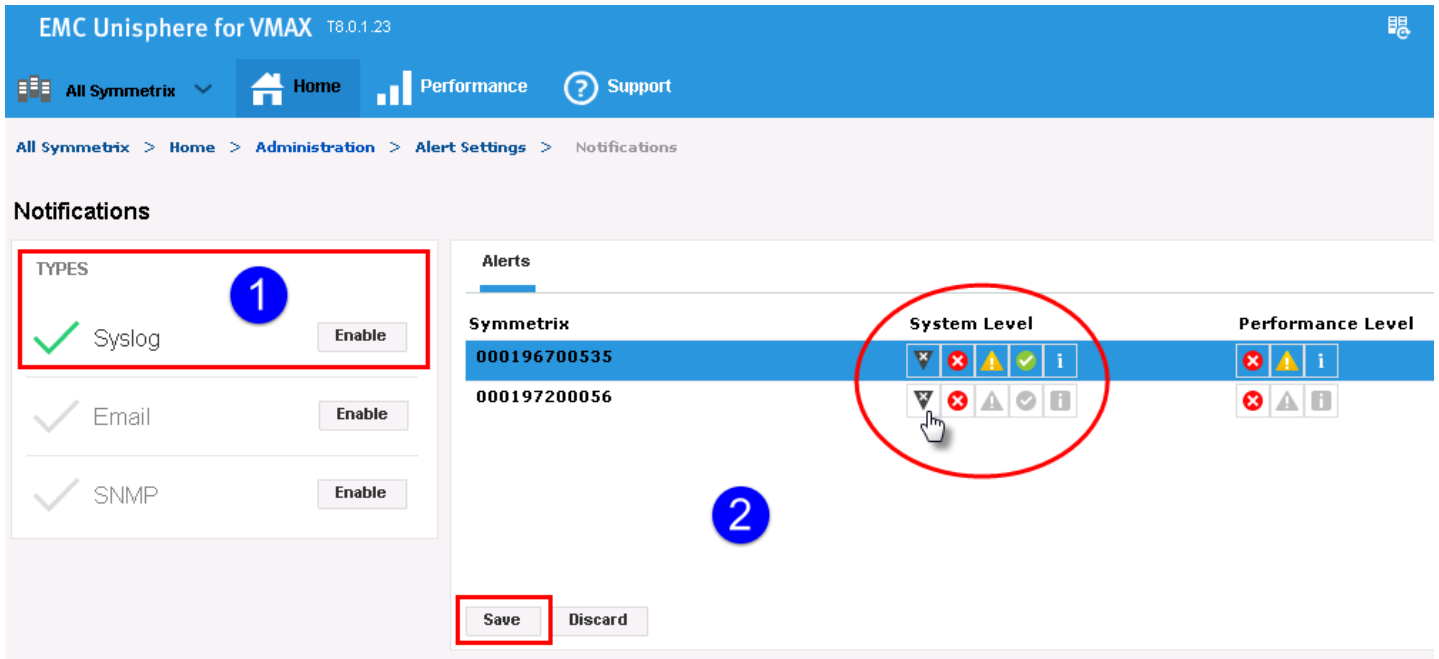 EMC Unisphere for VMAX T8.0.1.23
All Symmetrix Home Performance ? Support
All Symmetrix > Home > Administration > Alert Settings > Notifications
Notifications
TYPES
1
Syslog Enable
Email Enable
SNMP Enable
Alerts
Symmetrix System Level Performance Level
000196700535 i i
000197200056 i i
2
Save Discard